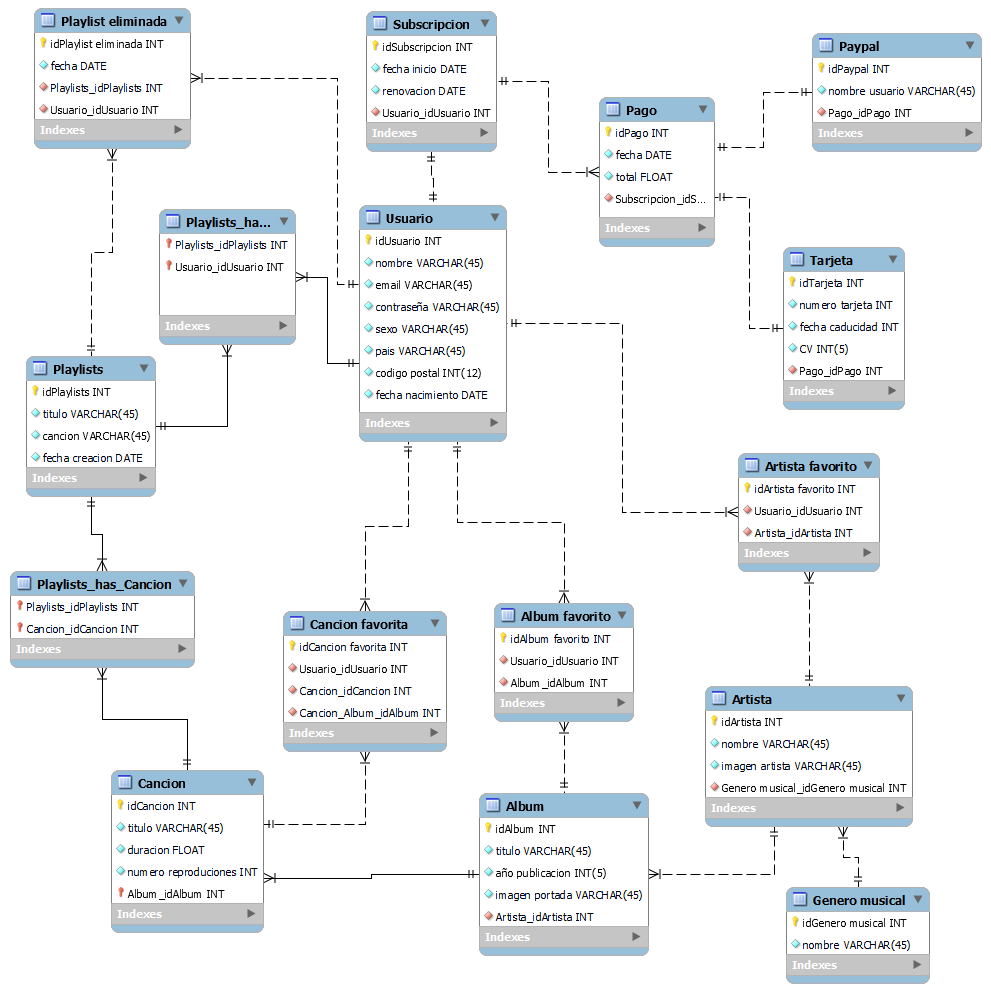 Playlist eliminada
idPlaylist eliminada INT
fecha DATE
Playlists_idPlaylists INT
Usuario_idUsuario INT
Indexes
Subscripcion
idSubscripcion INT
fecha inicio DATE
renovacion DATE
Usuario_idUsuario INT
Indexes
Paypal
idPaypal INT
nombre usuario VARCHAR(45)
Pago_idPago INT
Indexes
Pago
idPago INT
fecha DATE
total FLOAT
Subscripcion_idS...
Indexes
Playlists_ha...
Playlists_idPlaylists INT
Usuario_idUsuario INT
Indexes
Usuario
idUsuario INT
nombre VARCHAR(45)
email VARCHAR(45)
contraseña VARCHAR(45)
sexo VARCHAR(45)
pais VARCHAR(45)
codigo postal INT(12)
fecha nacimiento DATE
Indexes
Tarjeta
idTarjeta INT
numero tarjeta INT
fecha caducidad INT
CV INT(5)
Pago_idPago INT
Indexes
Playlists
idPlaylists INT
titulo VARCHAR(45)
cancion VARCHAR(45)
fecha creacion DATE
Indexes
Artista favorito
idArtista favorito INT
Usuario_idUsuario INT
Artista_idArtista INT
Indexes
Playlists_has_Cancion
Playlists_idPlaylists INT
Cancion_idCancion INT
Indexes
Cancion favorita
idCancion favorita INT
Usuario_idUsuario INT
Cancion_idCancion INT
Cancion_Album_idAlbum INT
Indexes
Album favorito
idAlbum favorito INT
Usuario_idUsuario INT
Album_idAlbum INT
Indexes
Artista
idArtista INT
nombre VARCHAR(45)
imagen artista VARCHAR(45)
Genero musical_idGenero musical INT
Indexes
Cancion
idCancion INT
titulo VARCHAR(45)
duracion FLOAT
numero reproduciones INT
Album_idAlbum INT
Indexes
Album
idAlbum INT
titulo VARCHAR(45)
año publicacion INT(5)
imagen portada VARCHAR(45)
Artista_idArtista INT
Indexes
Genero musical
idGenero musical INT
nombre VARCHAR(45)
Indexes